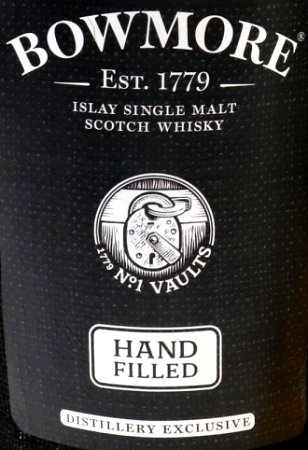 BOWMORE®
EST. 1779
ISLAY SINGLE MALT
SCOTCH WHISKY
1779 Nº1 VAULTS
HAND
FILLED
DISTILLERY EXCLUSIVE